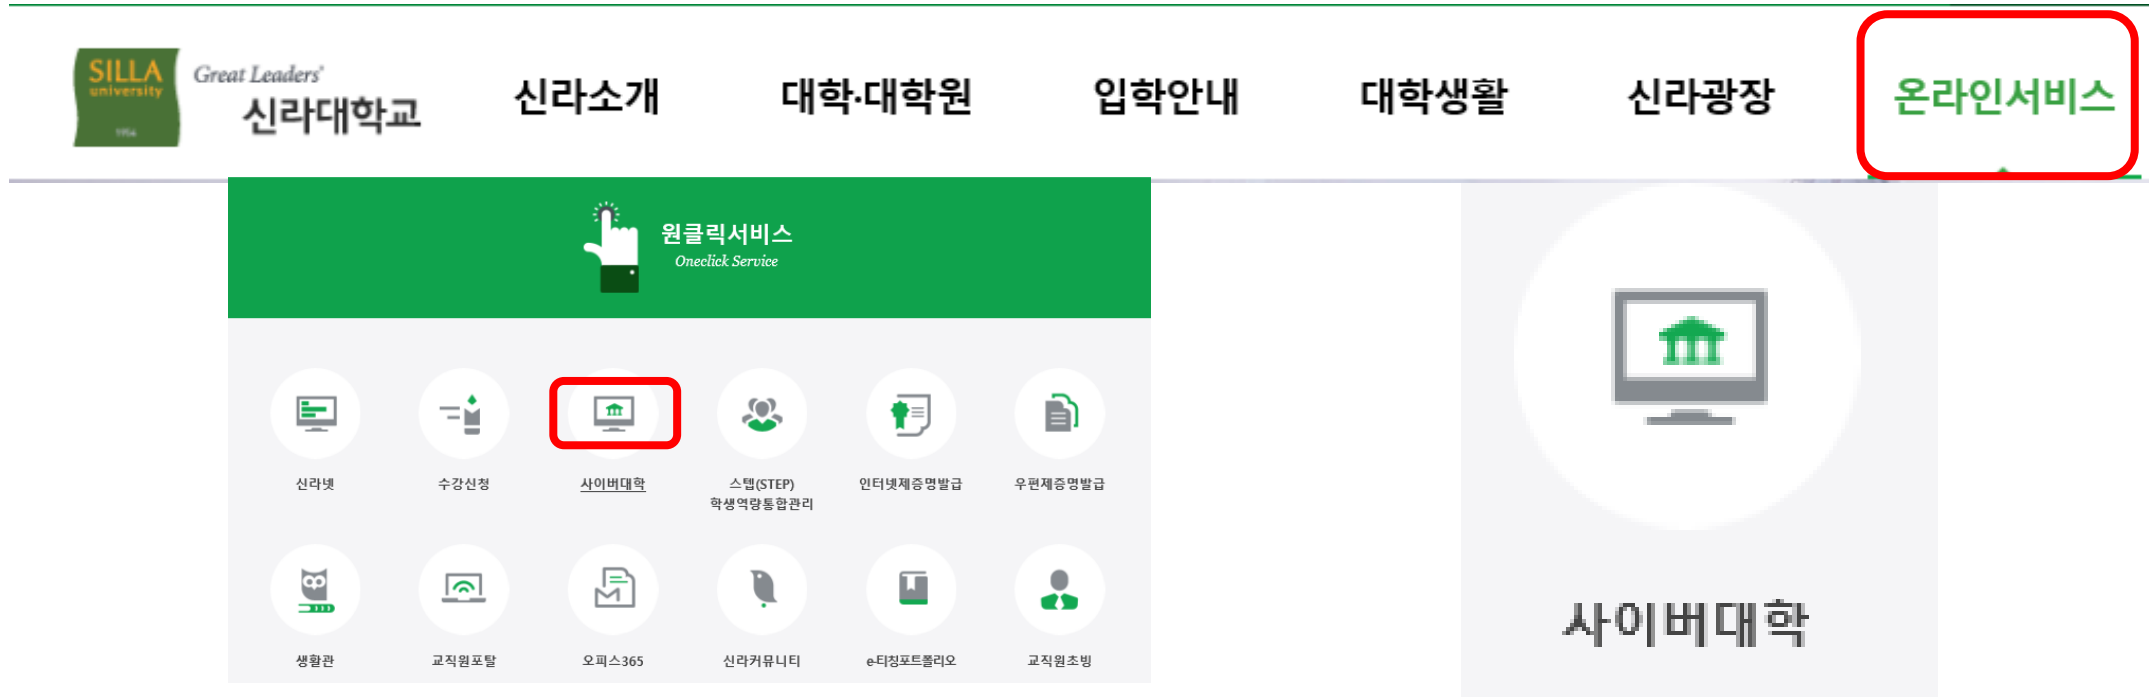 SILLA
university
1954
Great Leaders'
신라대학교
신라소개
대학·대학원
입학안내
대학생활
신라광장
온라인서비스
원클릭서비스
Oneclick Service
신라넷
수강신청
사이버대학
스텝(STEP)
학생역량통합관리
인터넷제증명발급
우편제증명발급
생활관
교직원포탈
오피스365
신라커뮤니티
e-티칭포트폴리오
교직원초빙
사이버대학